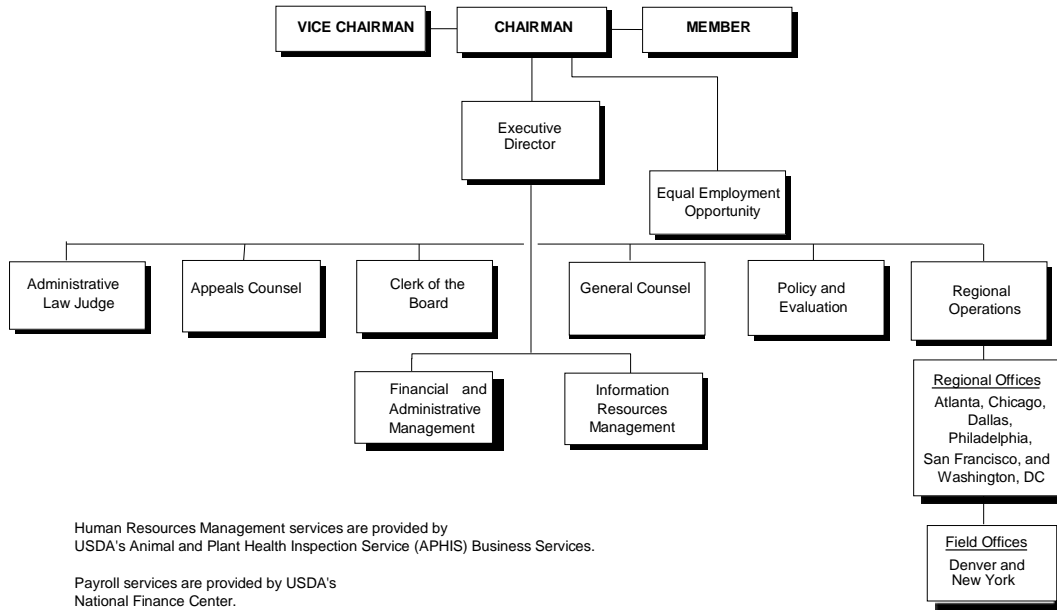 VICE CHAIRMAN
CHAIRMAN
MEMBER
Executive
Director
Equal Employment
Opportunity
Administrative
Law Judge
Appeals Counsel
Clerk of the
Board
General Counsel
Policy and
Evaluation
Regional
Operations
Financial and
Administrative
Management
Information
Resources
Management
Regional Offices
Atlanta, Chicago,
Dallas,
Philadelphia,
San Francisco, and
Washington, DC
Field Offices
Denver and
New York
Human Resources Management services are provided by
USDA's Animal and Plant Health Inspection Service (APHIS) Business Services.
Payroll services are provided by USDA's
National Finance Center.